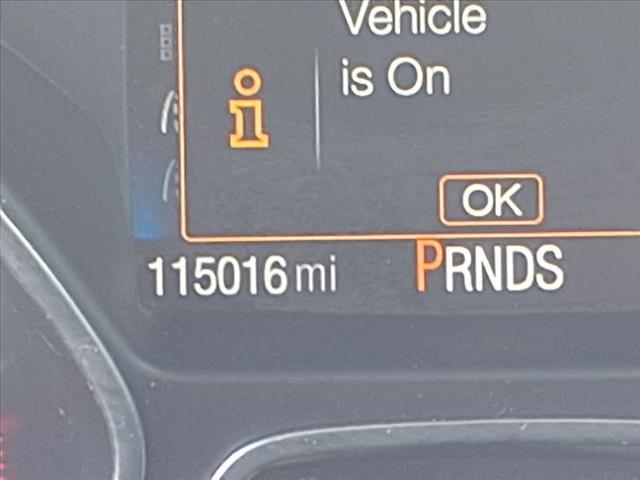 Vehicle
is On
OK
115016 mi PRNDS